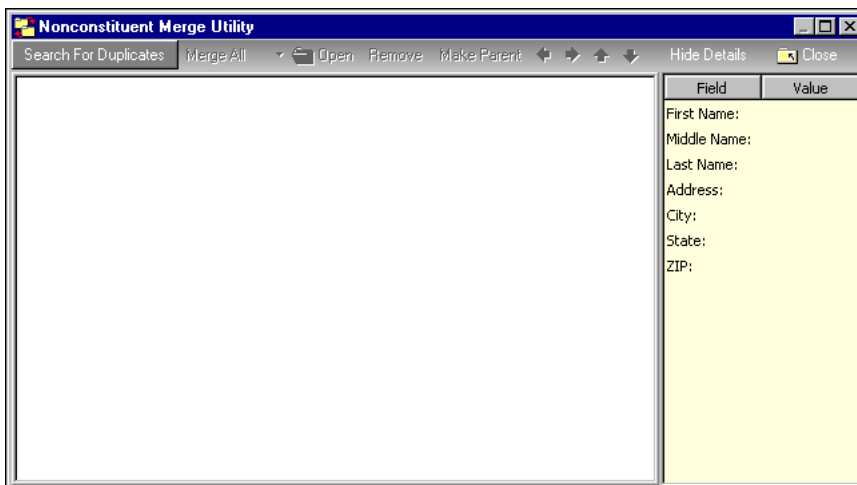 Nonconstituent Merge Utility
Search For Duplicates Merge All Open Remove Make Parent Hide Details Close
Field Value
First Name:
Middle Name:
Last Name:
Address:
City:
State:
ZIP: